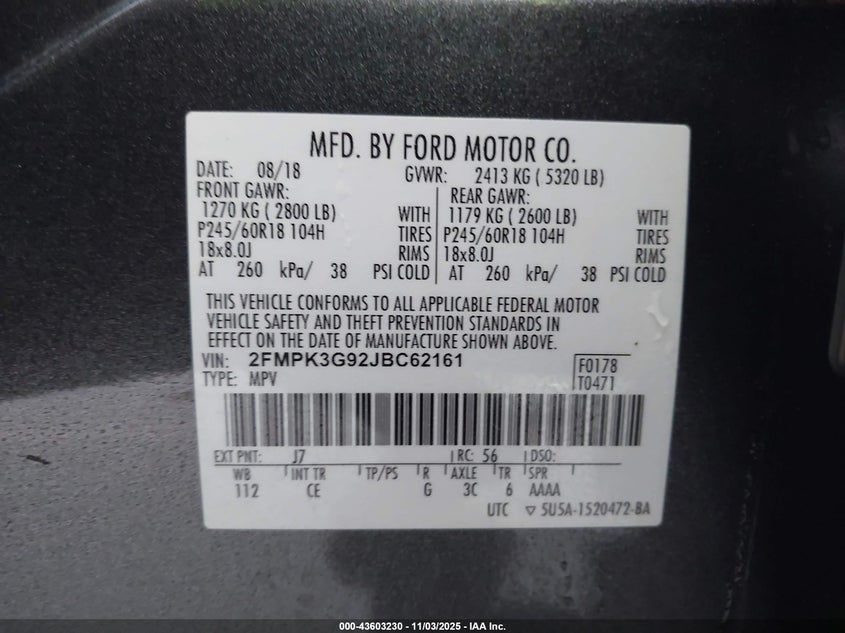 MFD. BY FORD MOTOR CO.
DATE: 08/18 GVWR: 2413 KG ( 5320 LB)
FRONT GAWR: REAR GAWR:
1270 KG ( 2800 LB) WITH 1179 KG ( 2600 LB) WITH
P245/60R18 104H TIRES P245/60R18 104H TIRES
18x8.0J RIMS 18x8.0J RIMS
AT 260 kPa/ 38 PSI COLD AT 260 kPa/ 38 PSI COLD
THIS VEHICLE CONFORMS TO ALL APPLICABLE FEDERAL MOTOR
VEHICLE SAFETY AND THEFT PREVENTION STANDARDS IN
EFFECT ON THE DATE OF MANUFACTURE SHOWN ABOVE.
VIN: 2FMPK3G92JBC62161 F0178
TYPE: MPV T0471
EXT PNT: J7 RC: 56 DSO:
WB INT TR TP/PS R AXLE TR SPR
112 CE G 3C 6 AAAA
UTC ▽ 5U5A-1520472-BA
000-43603230 - 11/03/2025 - IAA Inc.